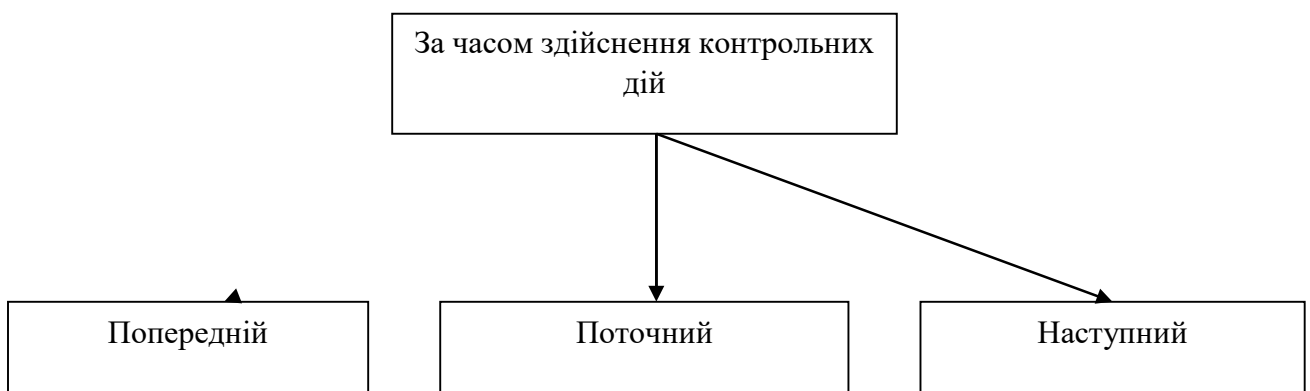 За часом здійснення контрольних
дій
Попередній
Поточний
Наступний